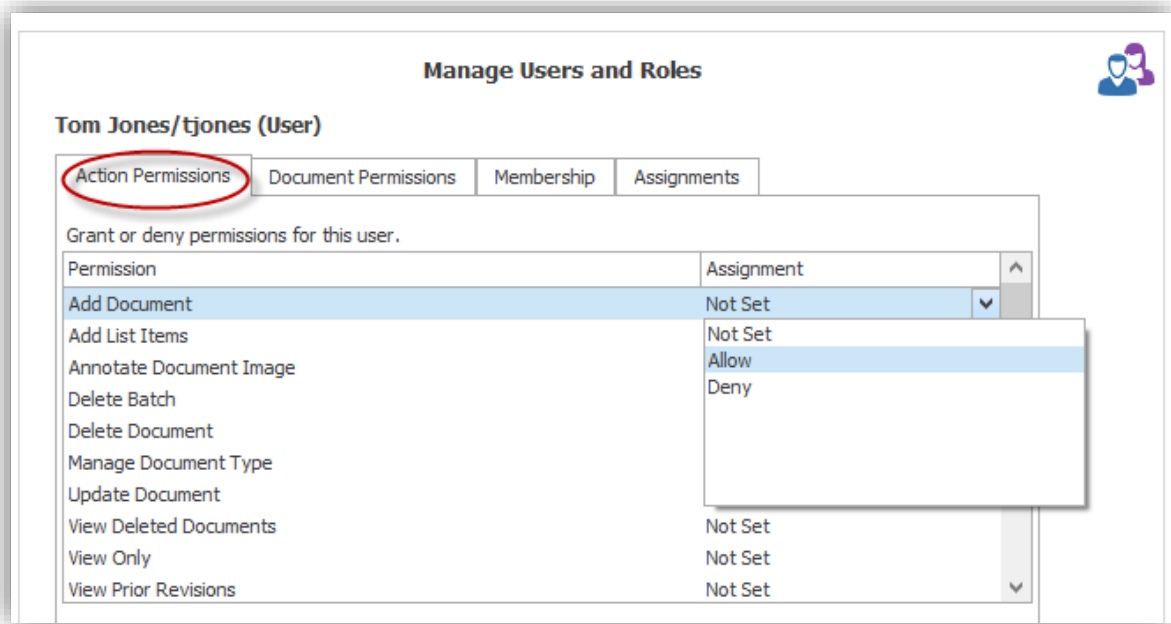 Manage Users and Roles
Tom Jones/tjones (User)
Action Permissions Document Permissions Membership Assignments
Grant or deny permissions for this user.
Permission Assignment
Add Document Not Set
Add List Items Not Set
Annotate Document Image Allow
Delete Batch Deny
Delete Document
Manage Document Type
Update Document
View Deleted Documents Not Set
View Only Not Set
View Prior Revisions Not Set